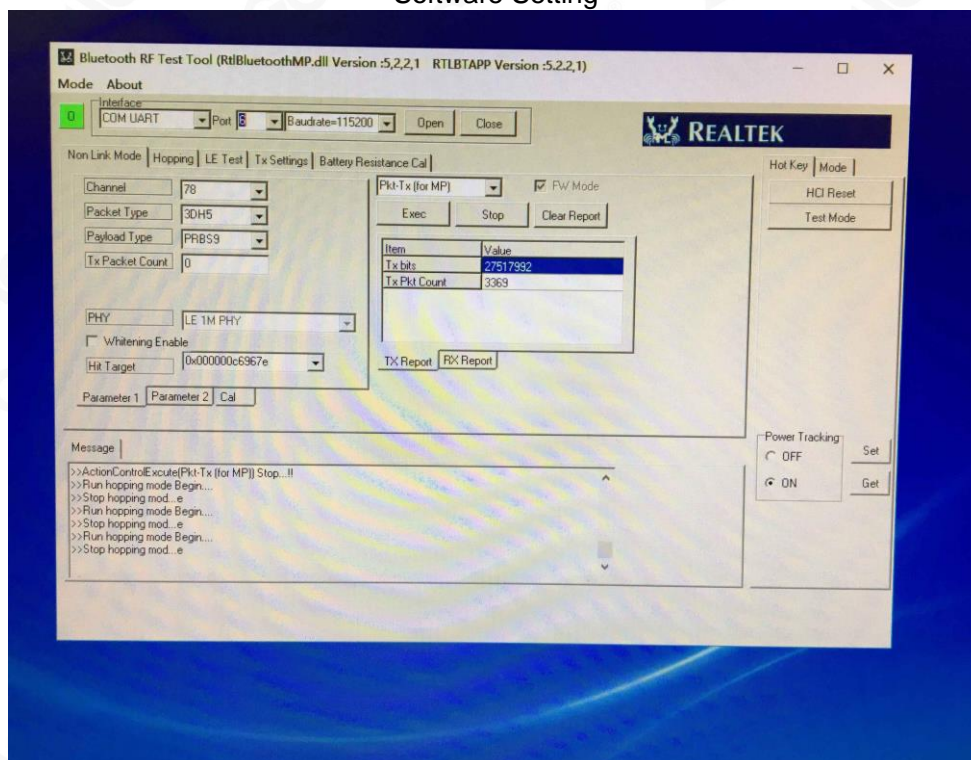 Software Setting
Bluetooth RF Test Tool (RtlBluetoothMP.dll Version :5,2,2,1 RTLBTAPP Version :5.2.2,1)
Mode About
0
Interface
COM UART Port 6 Baudrate=115200 Open Close
REALTEK
Non Link Mode Hopping LE Test Tx Settings Battery Resistance Cal
Hot Key Mode
Channel 78 Pkt-Tx (for MP) FW Mode
HCI Reset
Packet Type 3DH5 Exec Stop Clear Report
Test Mode
Payload Type PRBS9
Item Value
Tx Packet Count 0
Tx bits 27517992
Tx Pkt Count 3369
PHY LE 1M PHY
Whitening Enable
Hit Target 0x000000c6967e
TX Report RX Report
Parameter 1 Parameter 2 Cal
Message
Power Tracking
OFF Set
ON Get
>>ActionControlExcute(Pkt-Tx (for MP)) Stop...!!
>>Run hopping mode Begin....
>>Stop hopping mod...e
>>Run hopping mode Begin....
>>Stop hopping mod...e
>>Run hopping mode Begin....
>>Stop hopping mod...e